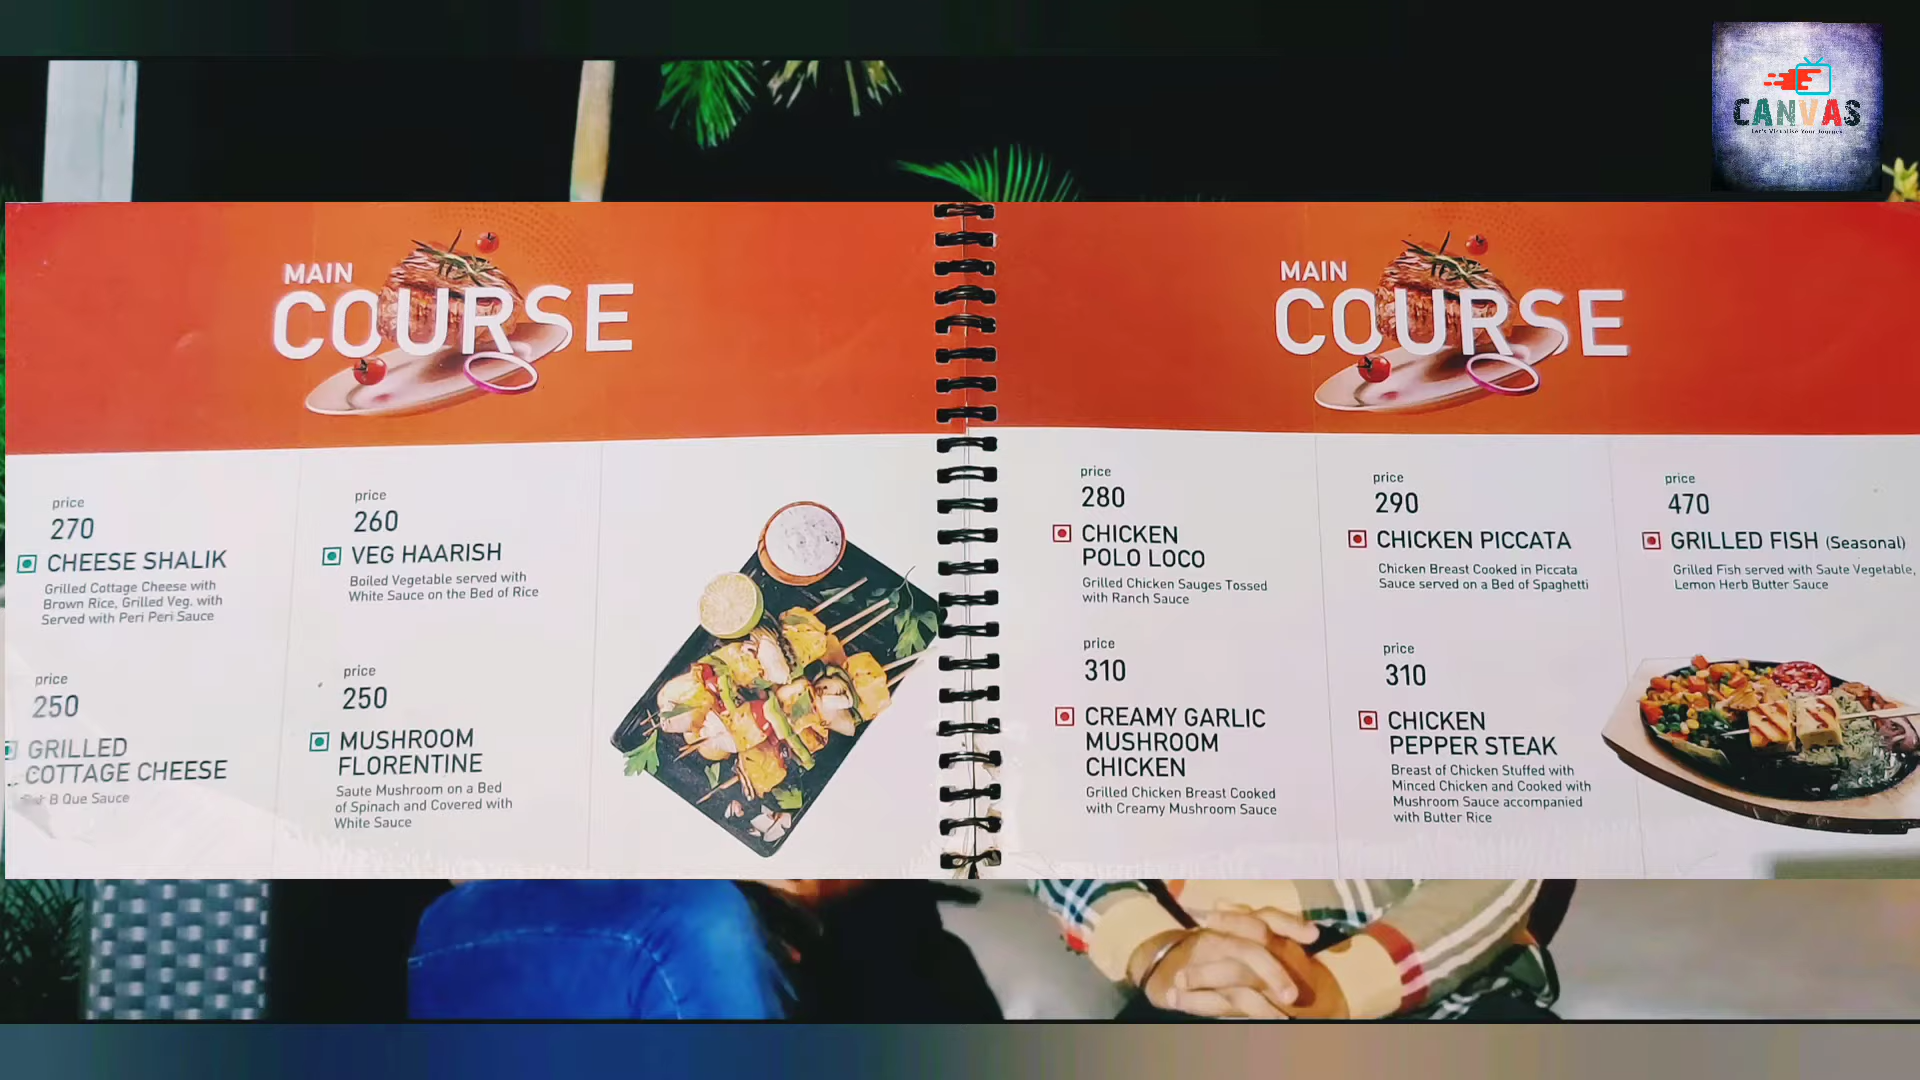 CANVAS
Let's Visualise Your Journey
MAIN
COURSE
price
270
CHEESE SHALIK
Grilled Cottage Cheese with
Brown Rice, Grilled Veg. with
Served with Peri Peri Sauce
price
260
VEG HAARISH
Boiled Vegetable served with
White Sauce on the Bed of Rice
price
250
GRILLED
COTTAGE CHEESE
B Que Sauce
price
250
MUSHROOM
FLORENTINE
Saute Mushroom on a Bed
of Spinach and Covered with
White Sauce
MAIN
COURSE
price
280
CHICKEN
POLO LOCO
Grilled Chicken Sauges Tossed
with Ranch Sauce
price
290
CHICKEN PICCATA
Chicken Breast Cooked in Piccata
Sauce served on a Bed of Spaghetti
price
470
GRILLED FISH (Seasonal)
Grilled Fish served with Saute Vegetable,
Lemon Herb Butter Sauce
price
310
CREAMY GARLIC
MUSHROOM
CHICKEN
Grilled Chicken Breast Cooked
with Creamy Mushroom Sauce
price
310
CHICKEN
PEPPER STEAK
Breast of Chicken Stuffed with
Minced Chicken and Cooked with
Mushroom Sauce accompanied
with Butter Rice